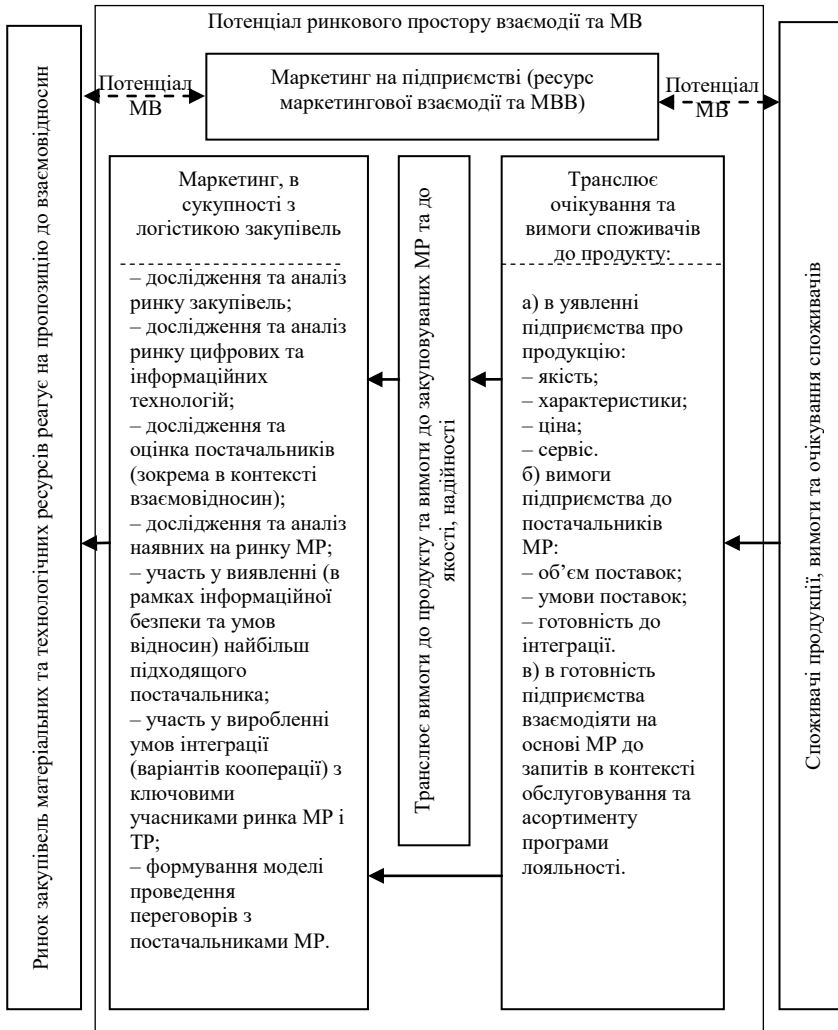 Ринок закупівель матеріальних та технологічних ресурсів реагує на пропозицію до взаємовідносин
Потенціал ринкового простору взаємодії та МВ
Потенціал
МВ
Маркетинг на підприємстві (ресурс
маркетингової взаємодії та МВВ)
Потенціал
МВ
Маркетинг, в
сукупності з
логістикою закупівель
– дослідження та аналіз
ринку закупівель;
– дослідження та аналіз
ринку цифрових та
інформаційних
технологій;
– дослідження та
оцінка постачальників
(зокрема в контексті
взаємовідносин);
– дослідження та аналіз
наявних на ринку МР;
– участь у виявленні (в
рамках інформаційної
безпеки та умов
відносин) найбільш
підходящого
постачальника;
– участь у виробленні
умов інтеграції
(варіантів кооперації) з
ключовими
учасниками ринка МР і
ТР;
– формування моделі
проведення
переговорів з
постачальниками МР.
Транслює вимоги до продукту та вимоги до закуповуваних МР та до
якості, надійності
Транслює
очікування та
вимоги споживачів
до продукту:
а) в уявленні
підприємства про
продукцію:
– якість;
– характеристики;
– ціна;
– сервіс.
б) вимоги
підприємства до
постачальників
МР:
– об’єм поставок;
– умови поставок;
– готовність до
інтеграції.
в) в готовність
підприємства
взаємодіяти на
основі МР до
запитів в контексті
обслуговування та
асортименту
програми
лояльності.
Споживачі продукції, вимоги та очікування споживачів